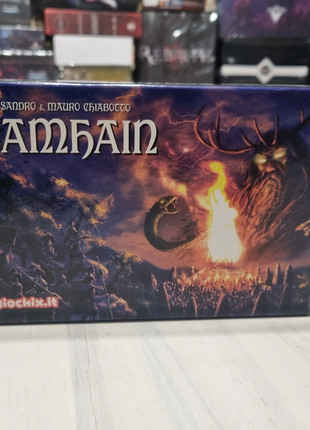 SANDRO & MAURO CHIABOTTO
AMHAIN
giochix.it